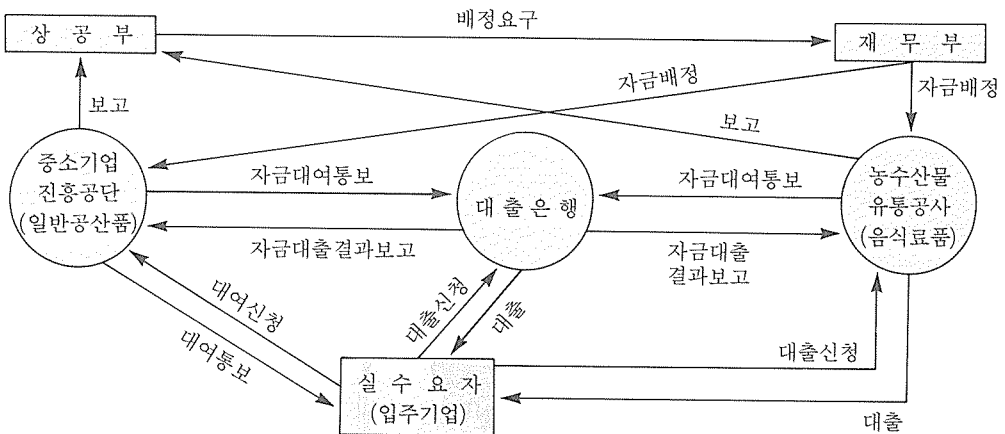 배정요구
상 공 부
재 무 부
자금배정
자금배정
보고
보고
중소기업
진흥공단
(일반공산품)
자금대여통보
대 출 은 행
자금대여통보
농수산물
유통공사
(음식료품)
자금대출결과보고
자금대출
결과보고
대여신청
대출신청
대출
대여통보
대출신청
실 수 요 자
(입주기업)
대출